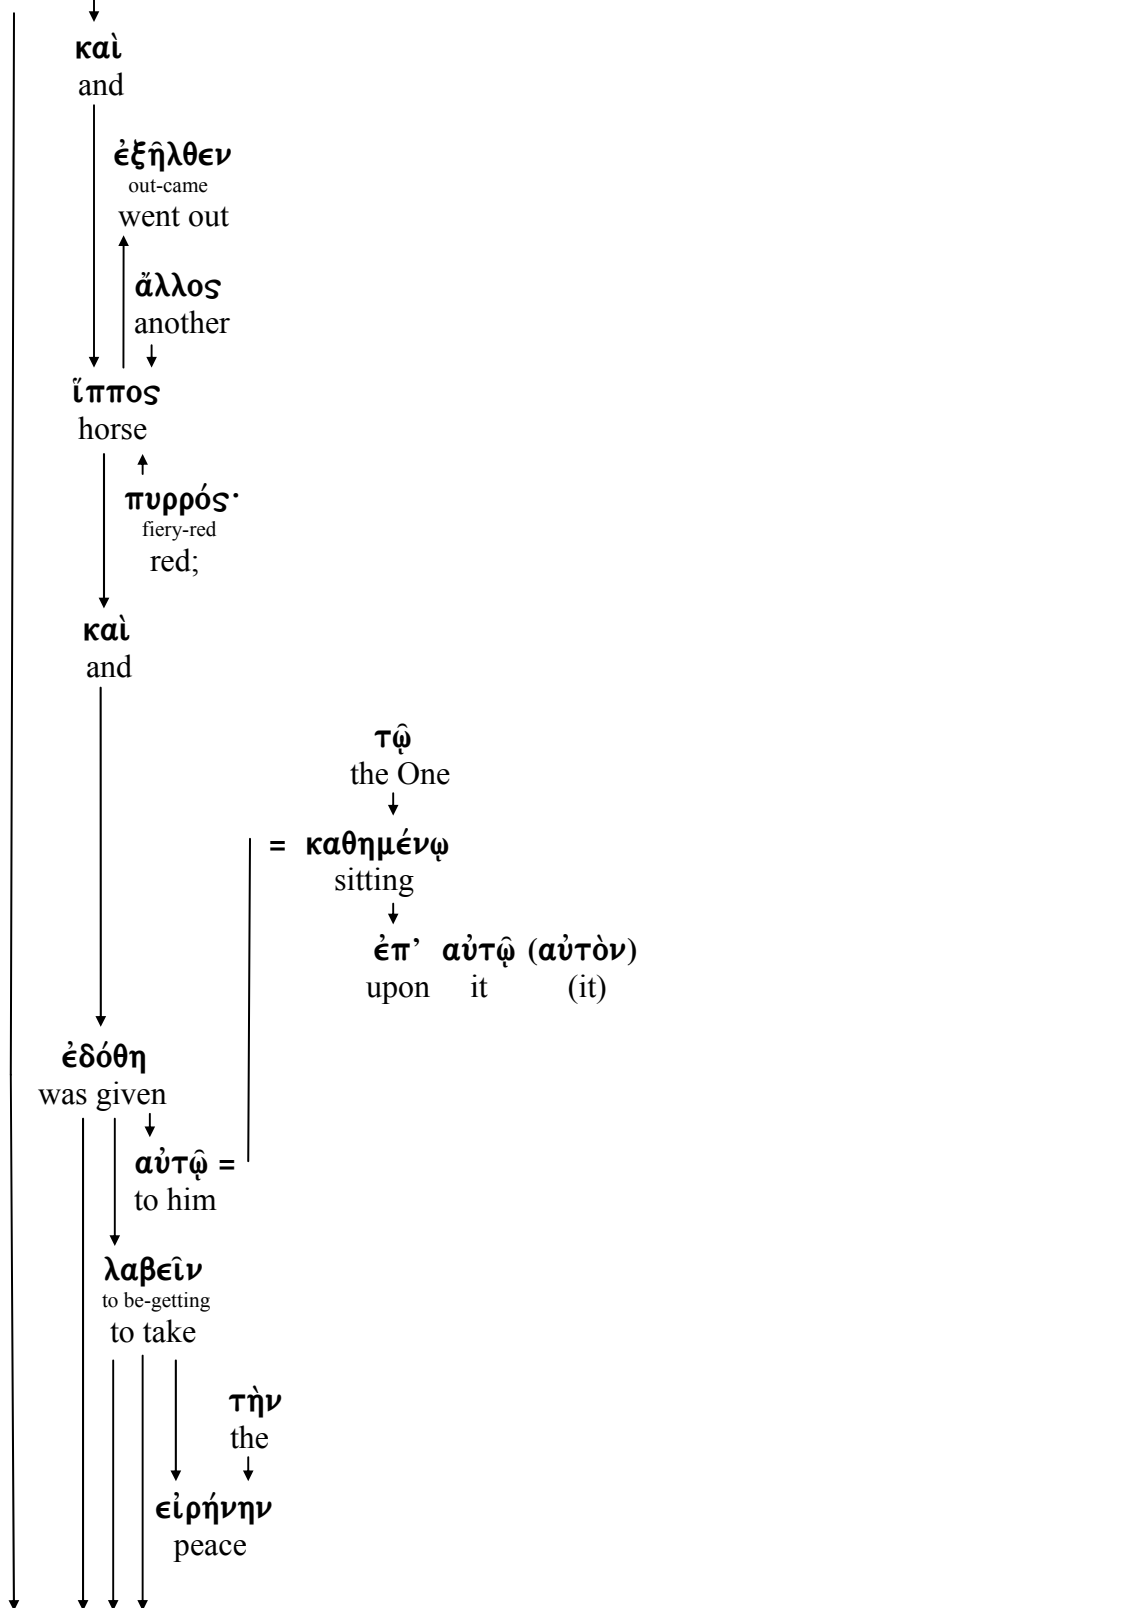 καὶ
and
ἐξῆλθεν
out-came
went out
ἄλλος
another
ἵππος
horse
πυρρός·
fiery-red
red;
καὶ
and
τῷ
the One
= καθημένῳ
sitting
ἐπ’ αὐτῷ (αὐτὸν)
upon it (it)
ἐδόθη
was given
αὐτῷ =
to him
λαβεῖν
to be-getting
to take
τὴν
the
εἰρήνην
peace